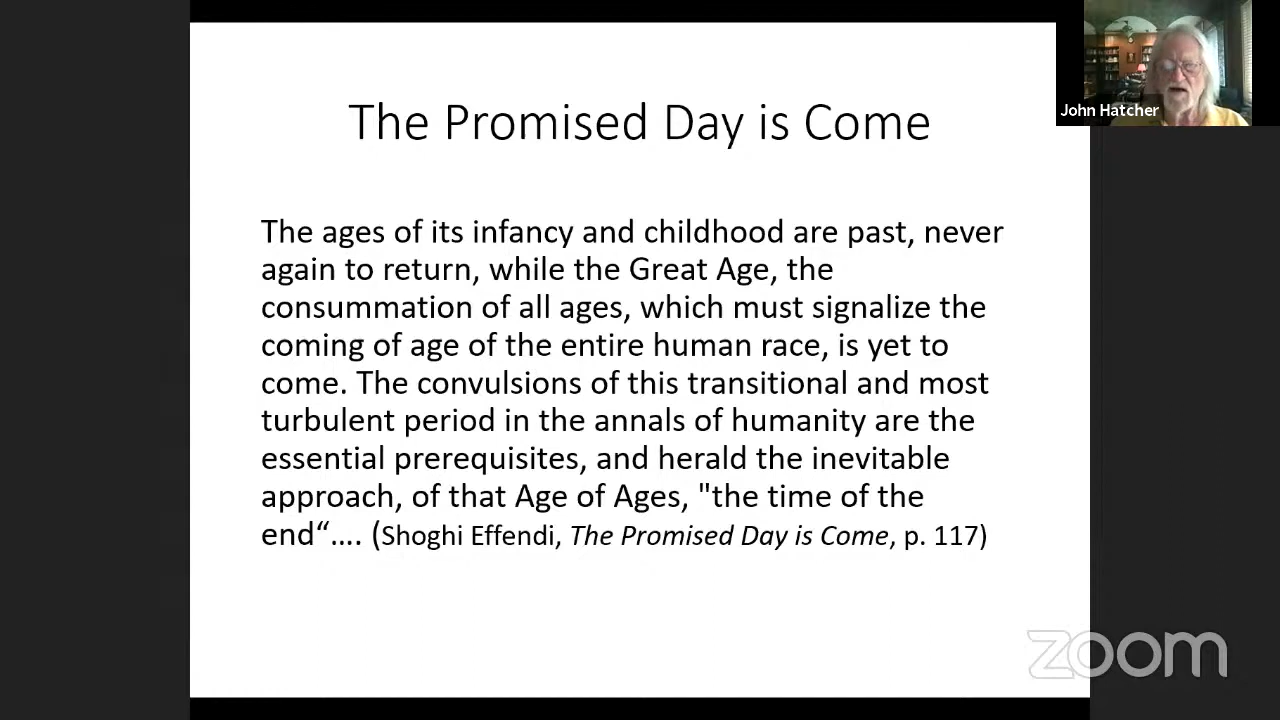 The Promised Day is Come
John Hatcher
The ages of its infancy and childhood are past, never
again to return, while the Great Age, the
consummation of all ages, which must signalize the
coming of age of the entire human race, is yet to
come. The convulsions of this transitional and most
turbulent period in the annals of humanity are the
essential prerequisites, and herald the inevitable
approach, of that Age of Ages, "the time of the
end“…. (Shoghi Effendi, The Promised Day is Come, p. 117)
zoom